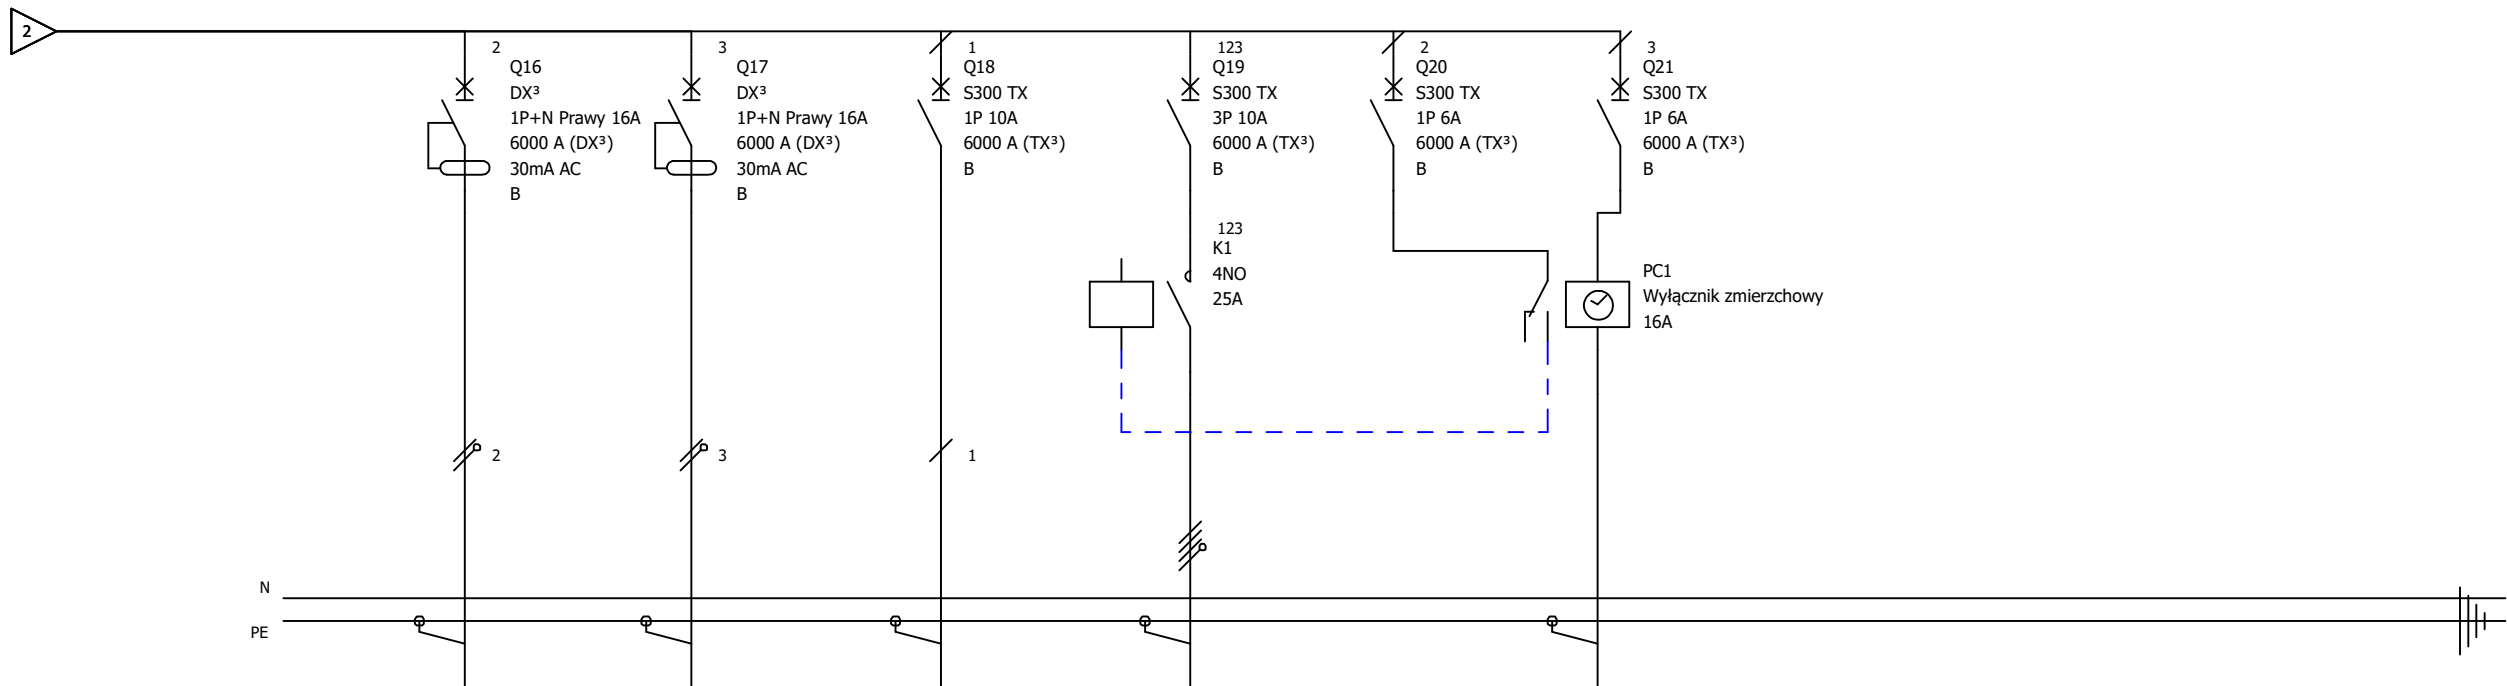 2
2
Q16
DX³
1P+N Prawy 16A
6000 A (DX³)
30mA AC
B
3
Q17
DX³
1P+N Prawy 16A
6000 A (DX³)
30mA AC
B
1
Q18
S300 TX
1P 10A
6000 A (TX³)
B
123
Q19
S300 TX
3P 10A
6000 A (TX³)
B
2
Q20
S300 TX
1P 6A
6000 A (TX³)
B
3
Q21
S300 TX
1P 6A
6000 A (TX³)
B
123
K1
4NO
25A
PC1
Wyłącznik zmierzchowy
16A
2
3
1
N
PE